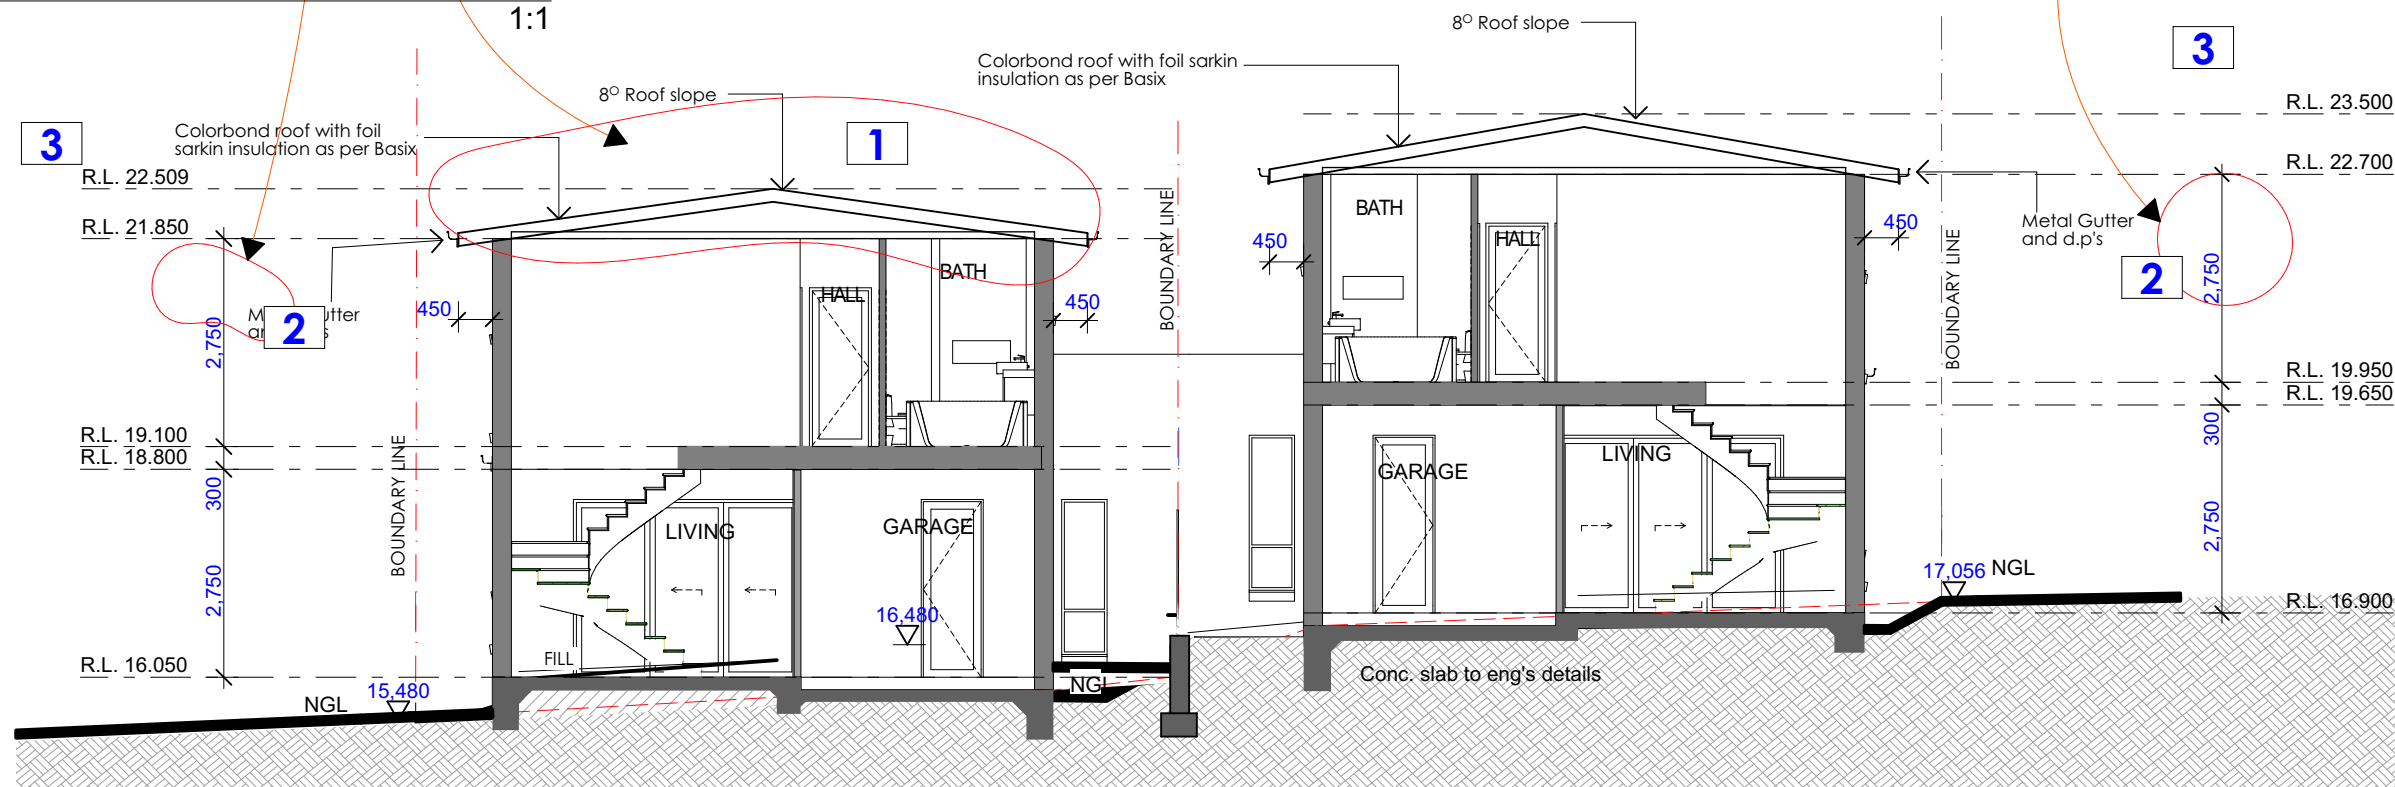 1:1
8° Roof slope
3
Colorbond roof with foil sarkin
insulation as per Basix
8° Roof slope
R.L. 23.500
3
Colorbond roof with foil
sarkin insulation as per Basix
1
R.L. 22.509
R.L. 22.700
R.L. 21.850
BATH
HALL
450
450
Metal Gutter
and d.p's
BOUNDARY LINE
BOUNDARY LINE
2
2,750
BATH
HALL
450
450
2
2,750
R.L. 19.950
R.L. 19.650
R.L. 19.100
R.L. 18.800
BOUNDARY LINE
300
300
LIVING
GARAGE
GARAGE
LIVING
2,750
2,750
16,480
17,056 NGL
R.L. 16.900
FILL
R.L. 16.050
15,480
NGL
NGL
Conc. slab to eng's details